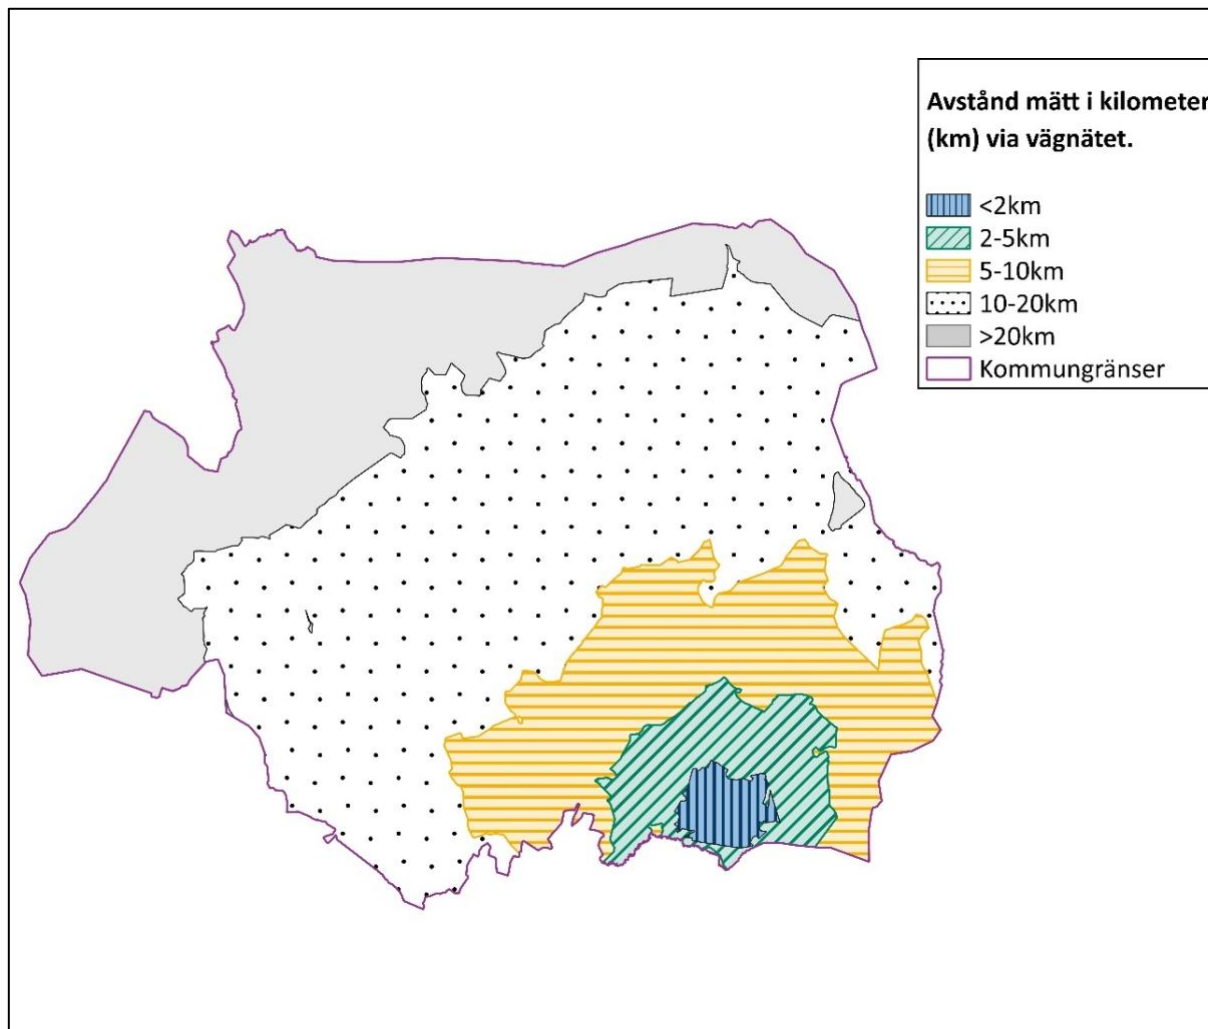 Avstånd mätt i kilometer
(km) via vägnätet.
<2km
2-5km
5-10km
10-20km
>20km
Kommungränser